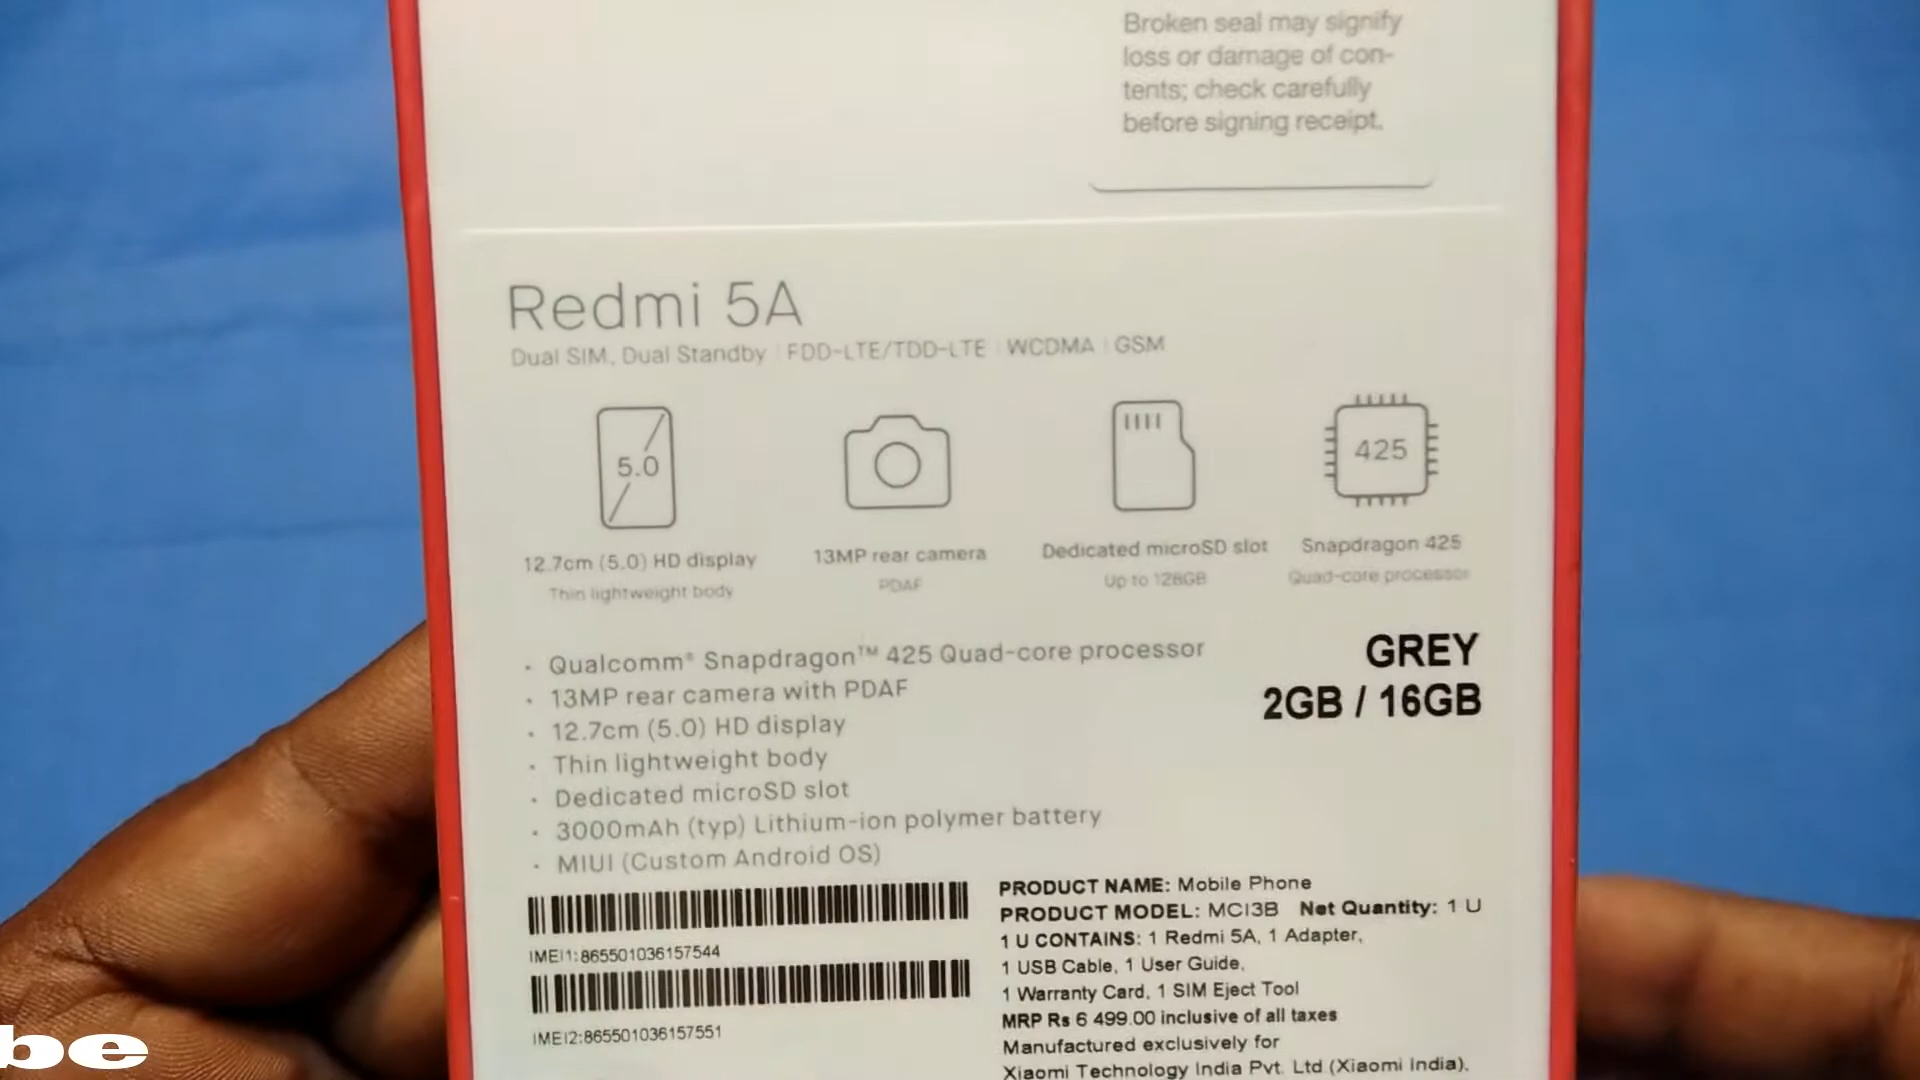 Broken seal may signify
loss or damage of con-
tents; check carefully
before signing receipt.
Redmi 5A
Dual SIM, Dual Standby | FDD-LTE/TDD-LTE | WCDMA | GSM
5.0
425
12.7cm (5.0) HD display
Thin lightweight body
13MP rear camera
PDAF
Dedicated microSD slot
Up to 128GB
Snapdragon 425
Quad-core processor
• Qualcomm® Snapdragon™ 425 Quad-core processor
• 13MP rear camera with PDAF
• 12.7cm (5.0) HD display
• Thin lightweight body
• Dedicated microSD slot
• 3000mAh (typ) Lithium-ion polymer battery
• MIUI (Custom Android OS)
GREY
2GB / 16GB
IMEI1:865501036157544
IMEI2:865501036157551
PRODUCT NAME: Mobile Phone
PRODUCT MODEL: MCI3B Net Quantity: 1 U
1 U CONTAINS: 1 Redmi 5A, 1 Adapter,
1 USB Cable, 1 User Guide,
1 Warranty Card, 1 SIM Eject Tool
MRP Rs 6 499.00 inclusive of all taxes
Manufactured exclusively for
Xiaomi Technology India Pvt. Ltd.(Xiaomi India),
be